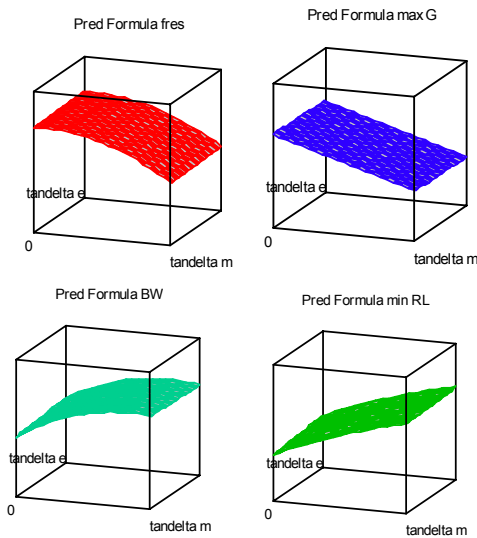 Pred Formula fres
Pred Formula max G
tandelta e
tandelta e
0
0
tandelta m
tandelta m
Pred Formula BW
Pred Formula min RL
tandelta e
tandelta e
0
0
tandelta m
tandelta m